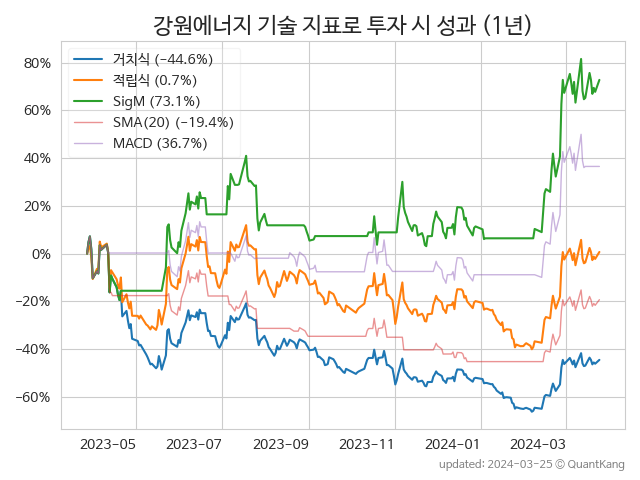 강원에너지 기술 지표로 투자 시 성과 (1년)
거치식 (−44.6%)
적립식 (0.7%)
SigM (73.1%)
SMA(20) (−19.4%)
MACD (36.7%)
80%
60%
40%
20%
0%
−20%
−40%
−60%
2023−05 2023−07 2023−09 2023−11 2024−01 2024−03
updated: 2024−03−25 © QuantKang